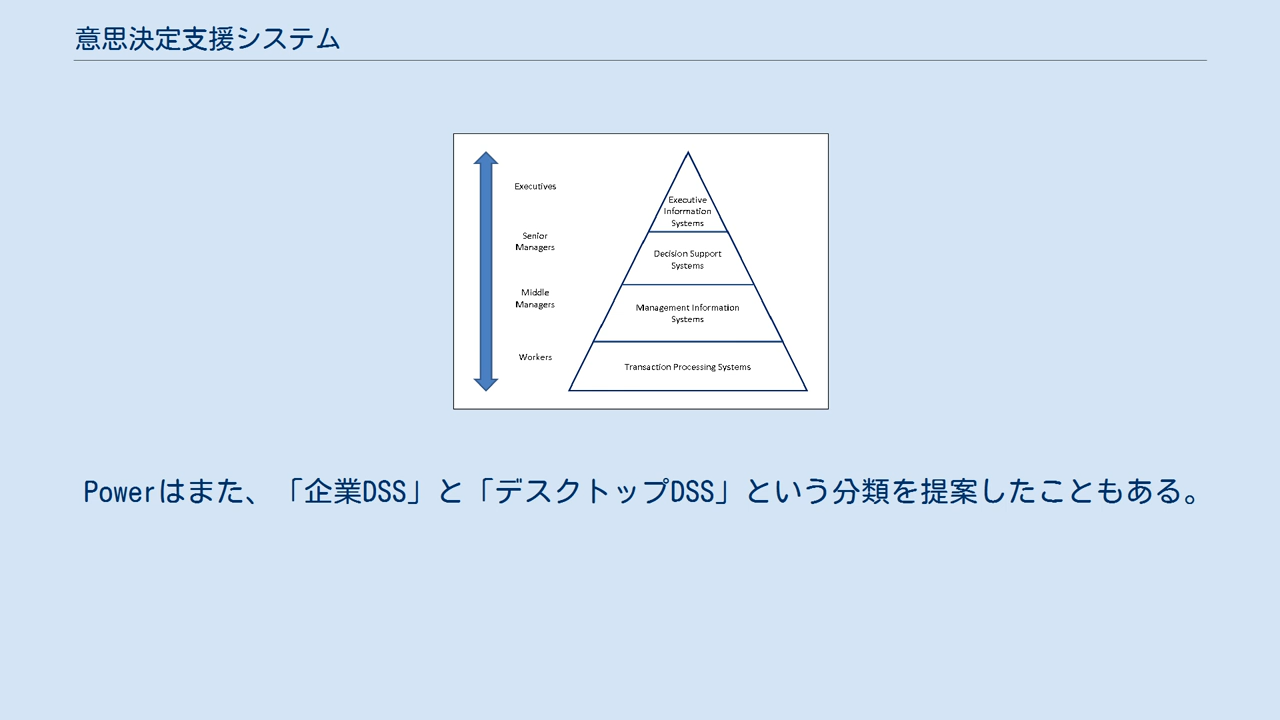 意思決定支援システム
Executives
Senior
Managers
Middle
Managers
Workers
Executive
Information
Systems
Decision Support
Systems
Management Information
Systems
Transaction Processing Systems
Powerはまた、「企業DSS」と「デスクトップDSS」という分類を提案したこともある。